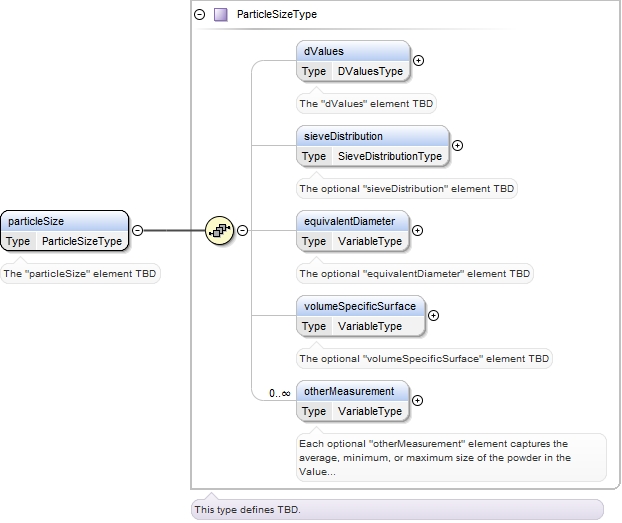 ParticleSizeType
dValues
Type DValuesType
The "dValues" element TBD
sieveDistribution
Type SieveDistributionType
The optional "sieveDistribution" element TBD
particleSize
Type ParticleSizeType
The "particleSize" element TBD
equivalentDiameter
Type VariableType
The optional "equivalentDiameter" element TBD
volumeSpecificSurface
Type VariableType
The optional "volumeSpecificSurface" element TBD
0..∞
otherMeasurement
Type VariableType
Each optional "otherMeasurement" element captures the
average, minimum, or maximum size of the powder in the
Value...
This type defines TBD.